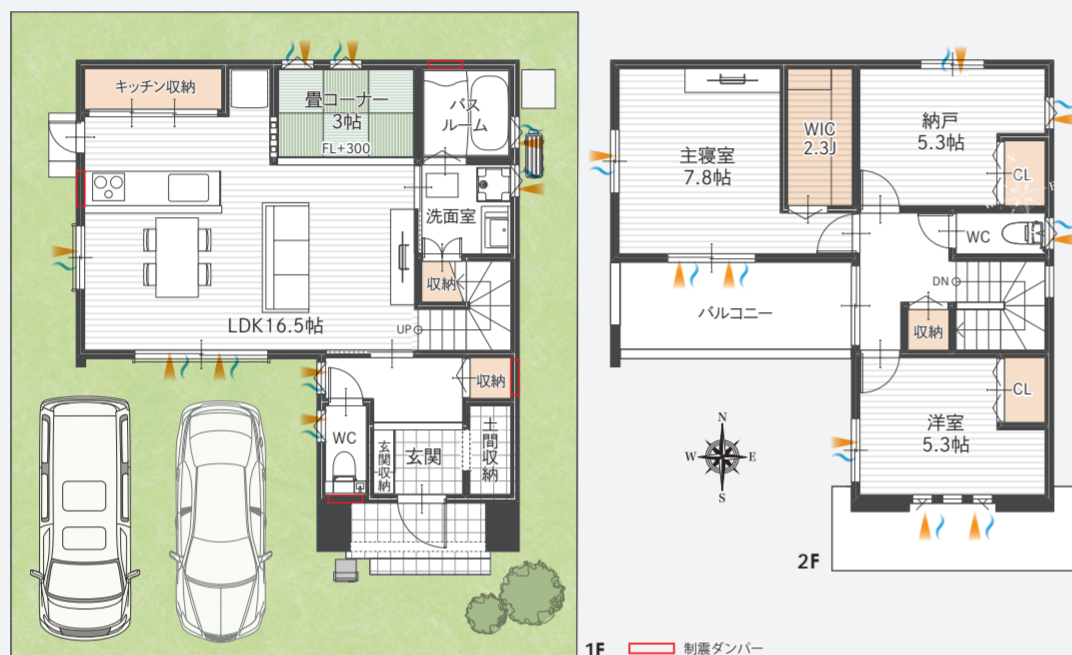 キッチン収納
畳コーナー
3帖
FL+300
バス
ルーム
洗面室
収納
UP
LDK16.5帖
収納
WC
玄関収納
玄関
土間収納
1F
制震ダンパー
主寝室
7.8帖
WIC
2.3J
納戸
5.3帖
CL
WC
DN
バルコニー
収納
CL
洋室
5.3帖
N
W
E
S
2F